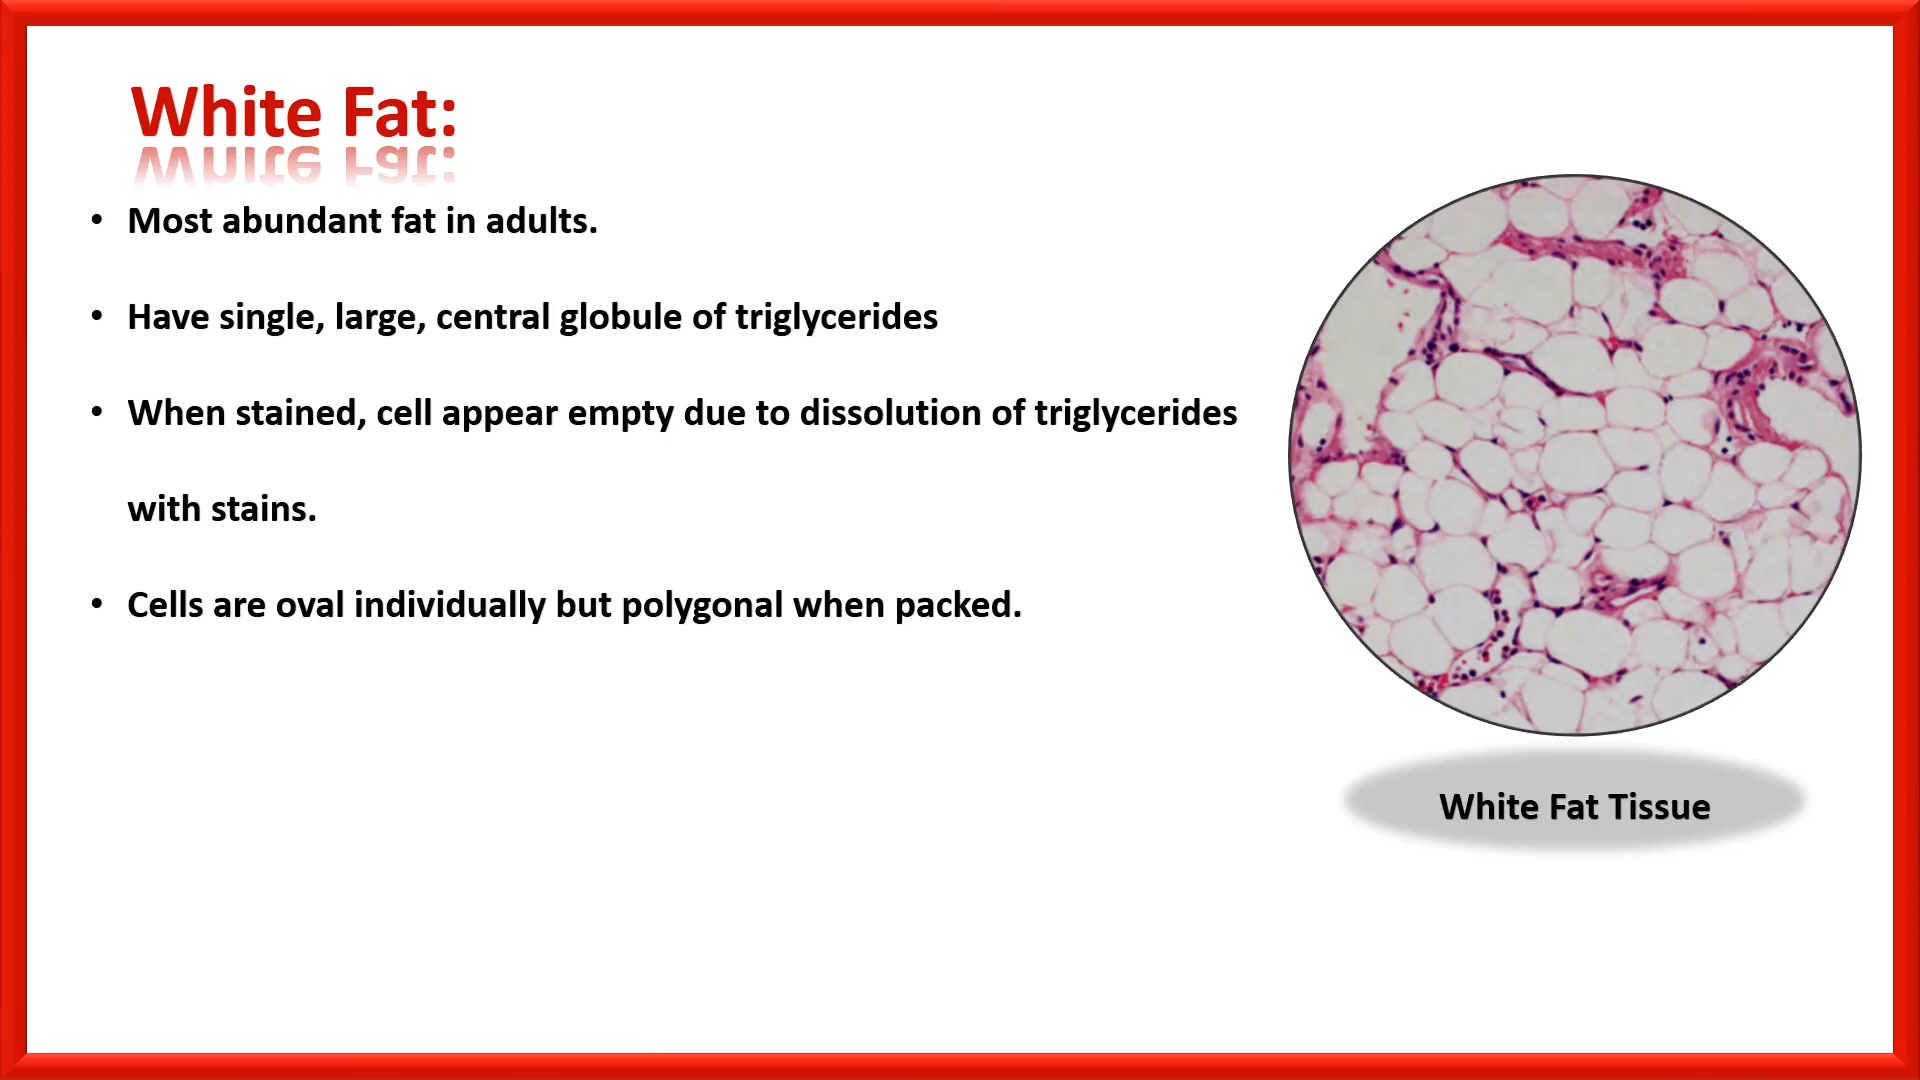 White Fat:
• Most abundant fat in adults.
• Have single, large, central globule of triglycerides
• When stained, cell appear empty due to dissolution of triglycerides
with stains.
• Cells are oval individually but polygonal when packed.
White Fat Tissue